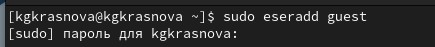 [kgkrasnova@kgkrasnova ~]$ sudo eseradd guest
[sudo] пароль для kgkrasnova: